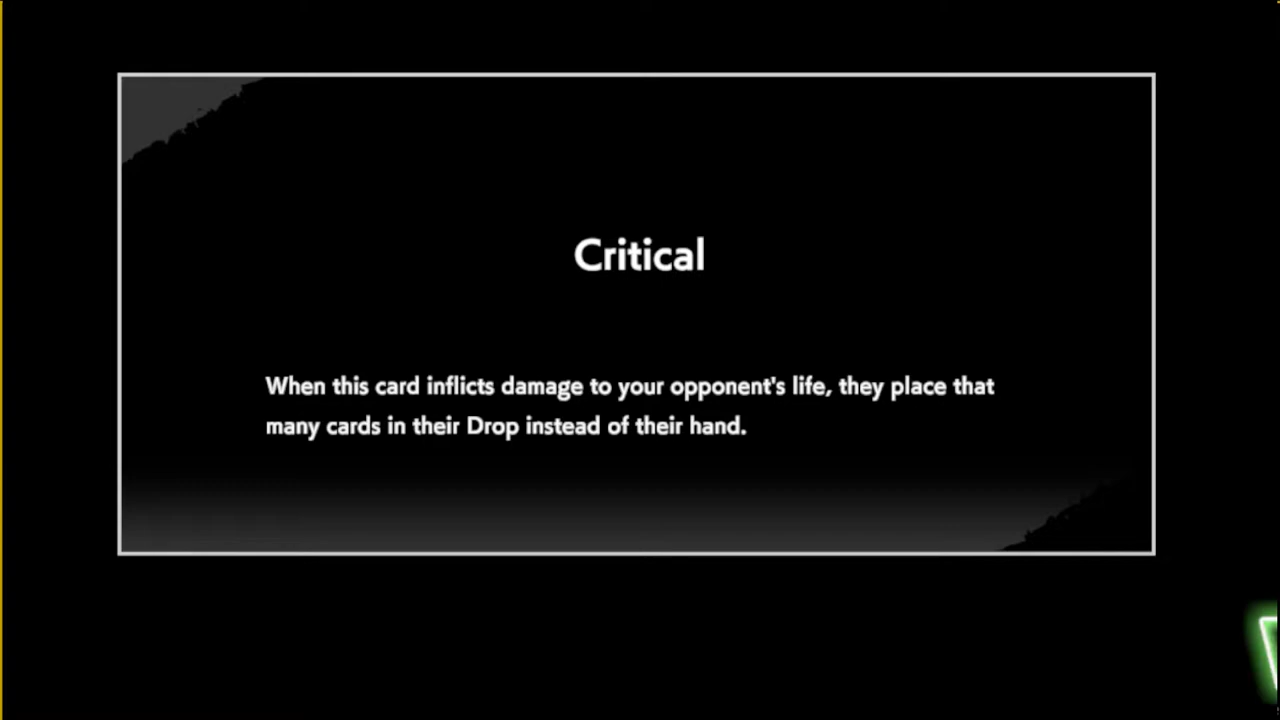 Critical
When this card inflicts damage to your opponent's life, they place that
many cards in their Drop instead of their hand.